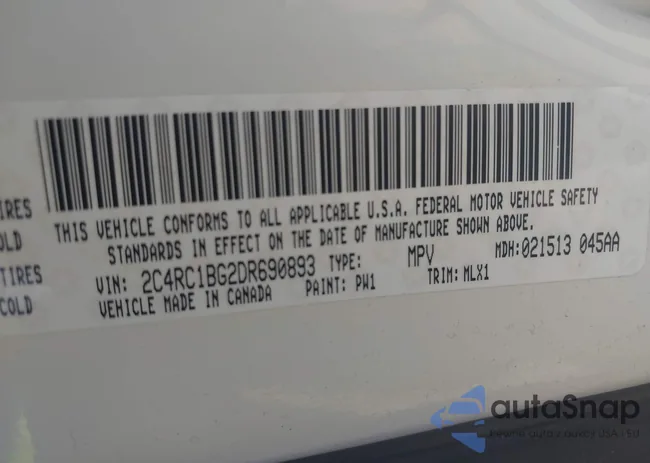 THIS VEHICLE CONFORMS TO ALL APPLICABLE U.S.A. FEDERAL MOTOR VEHICLE SAFETY
STANDARDS IN EFFECT ON THE DATE OF MANUFACTURE SHOWN ABOVE.
VIN: 2C4RC1BG2DR690893 TYPE: MPV MDH:021513 045AA
VEHICLE MADE IN CANADA PAINT: PW1 TRIM: MLX1
IRES
OLD
TIRES
COLD
autaSnap